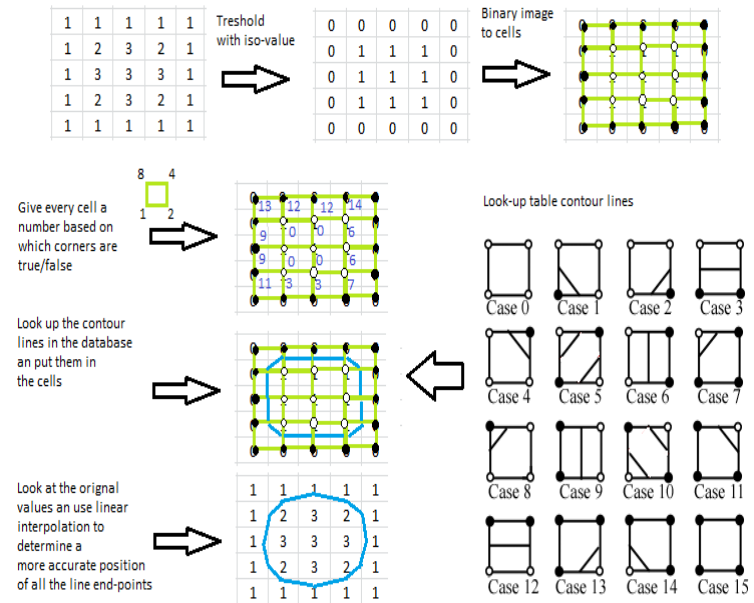 1 1 1 1 1
1 2 3 2 1
1 3 3 3 1
1 2 3 2 1
1 1 1 1 1
Treshold
with iso-value
0 0 0 0 0
0 1 1 1 0
0 1 1 1 0
0 1 1 1 0
0 0 0 0 0
Binary image
to cells
Give every cell a
number based on
which corners are
true/false
8 4
1 2
13 12 12 14
9 0 0 6
9 0 0 6
11 3 3 7
Look-up table contour lines
Case 0 Case 1 Case 2 Case 3
Case 4 Case 5 Case 6 Case 7
Case 8 Case 9 Case 10 Case 11
Case 12 Case 13 Case 14 Case 15
Look up the contour
lines in the database
an put them in
the cells
Look at the orignal
values an use linear
interpolation to
determine a
more accurate position
of all the line end-points
1 1 1 1 1
1 2 3 2 1
1 3 3 3 1
1 2 3 2 1
1 1 1 1 1